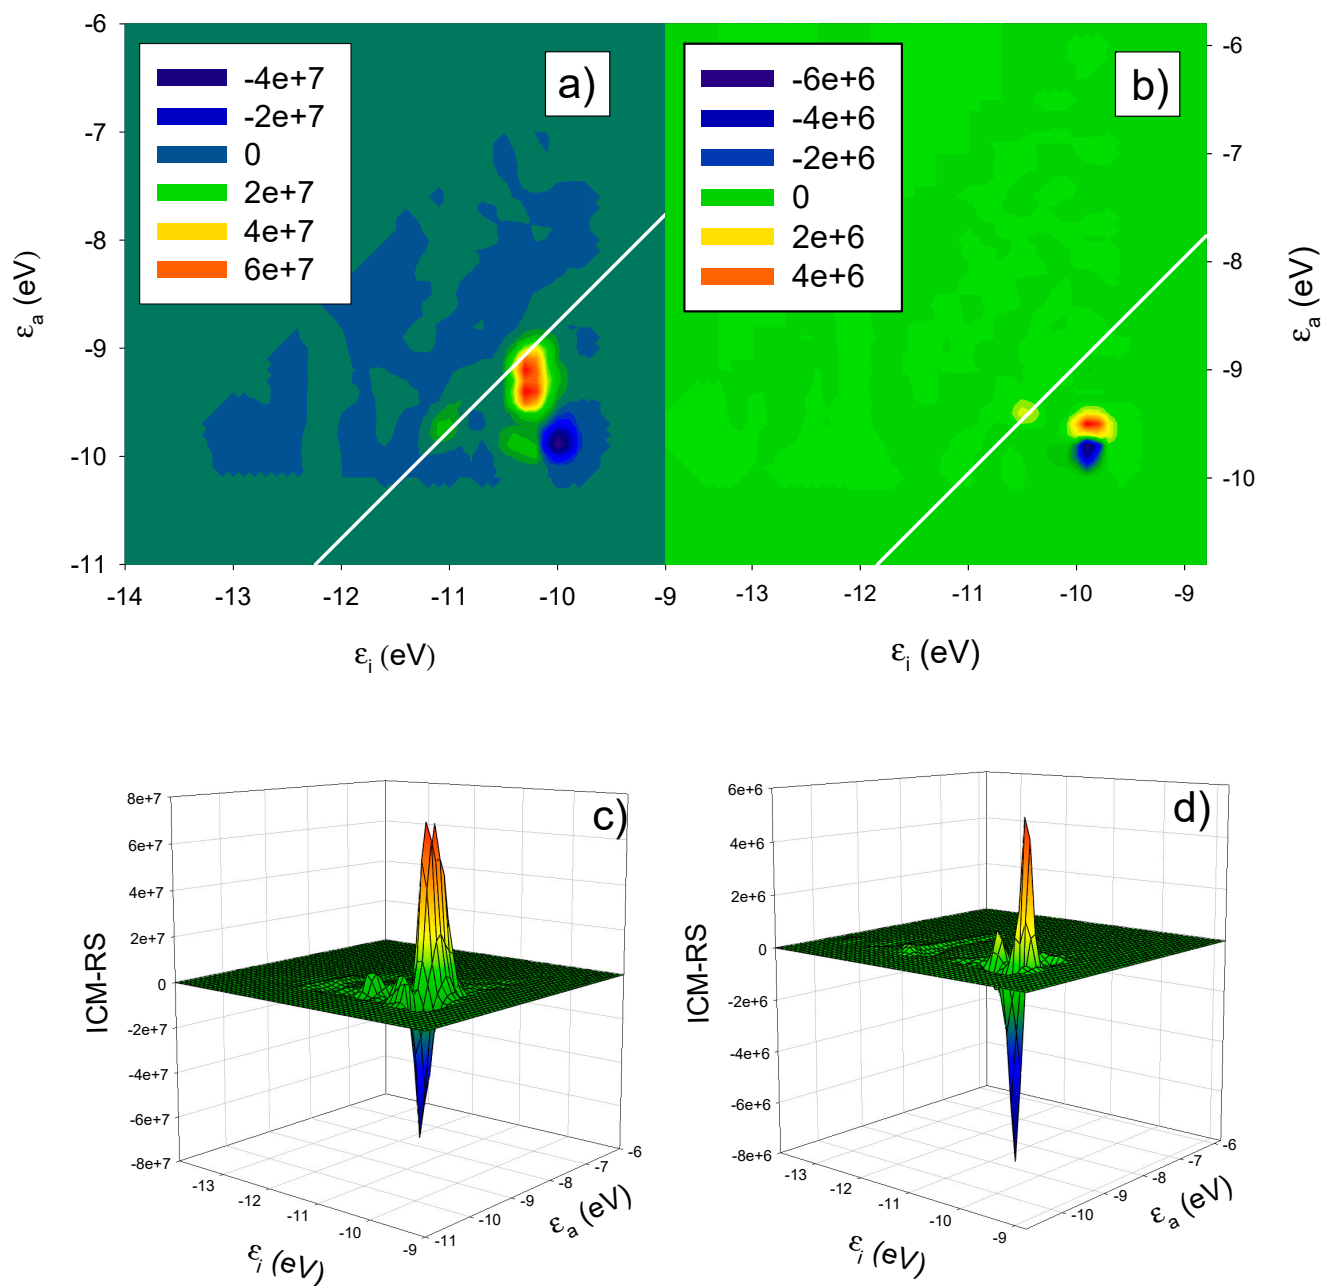 -6
-7
-8
-9
-10
-11
εa (eV)
-4e+7
-2e+7
0
2e+7
4e+7
6e+7
a)
-14
-13
-12
-11
-10
-9
εi (eV)
-6e+6
-4e+6
-2e+6
0
2e+6
4e+6
b)
-6
-7
-8
-9
-10
εa (eV)
-13
-12
-11
-10
-9
εi (eV)
c)
8e+7
6e+7
4e+7
2e+7
0
-2e+7
-4e+7
-6e+7
-8e+7
ICM-RS
-13
-12
-11
-10
-9
εi (eV)
-11
-10
-9
-8
-7
-6
εa (eV)
d)
6e+6
4e+6
2e+6
0
-2e+6
-4e+6
-6e+6
-8e+6
ICM-RS
-13
-12
-11
-10
-9
εi (eV)
-10
-9
-8
-7
-6
εa (eV)